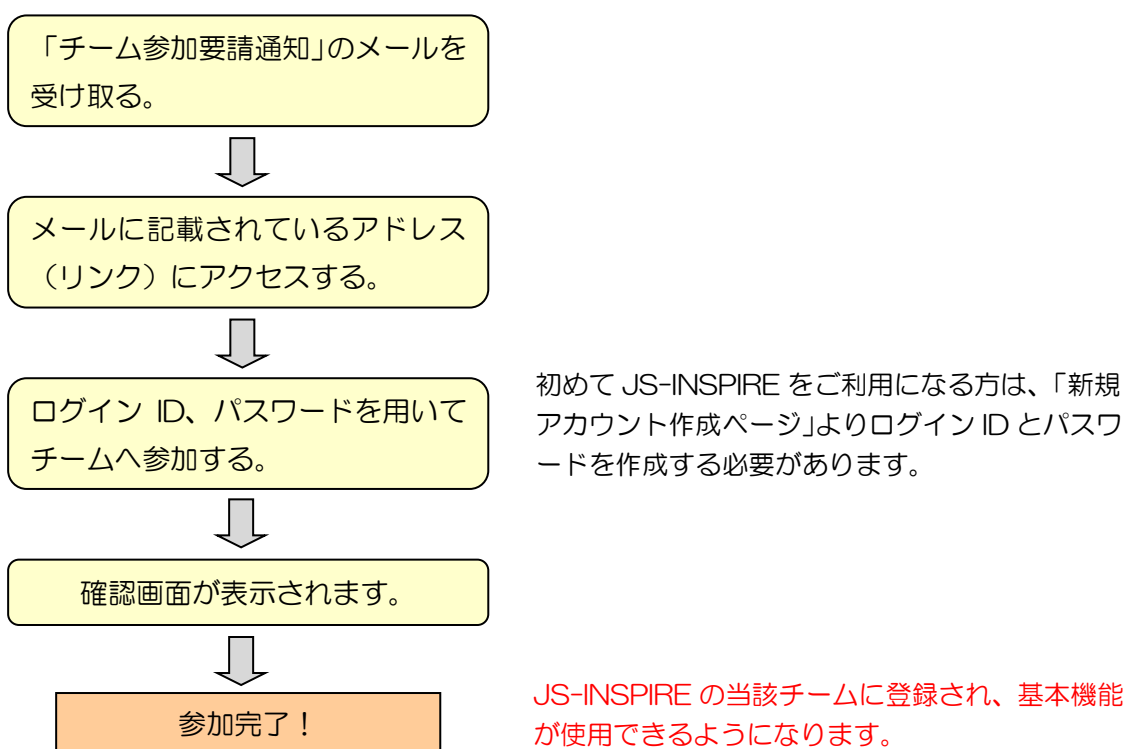 「チーム参加要請通知」のメールを
受け取る。
メールに記載されているアドレス
（リンク）にアクセスする。
ログイン ID、パスワードを用いて
チームへ参加する。
初めて JS-INSPIRE をご利用になる方は、「新規
アカウント作成ページ」よりログイン ID とパスワ
ードを作成する必要があります。
確認画面が表示されます。
参加完了！
JS-INSPIRE の当該チームに登録され、基本機能
が使用できるようになります。